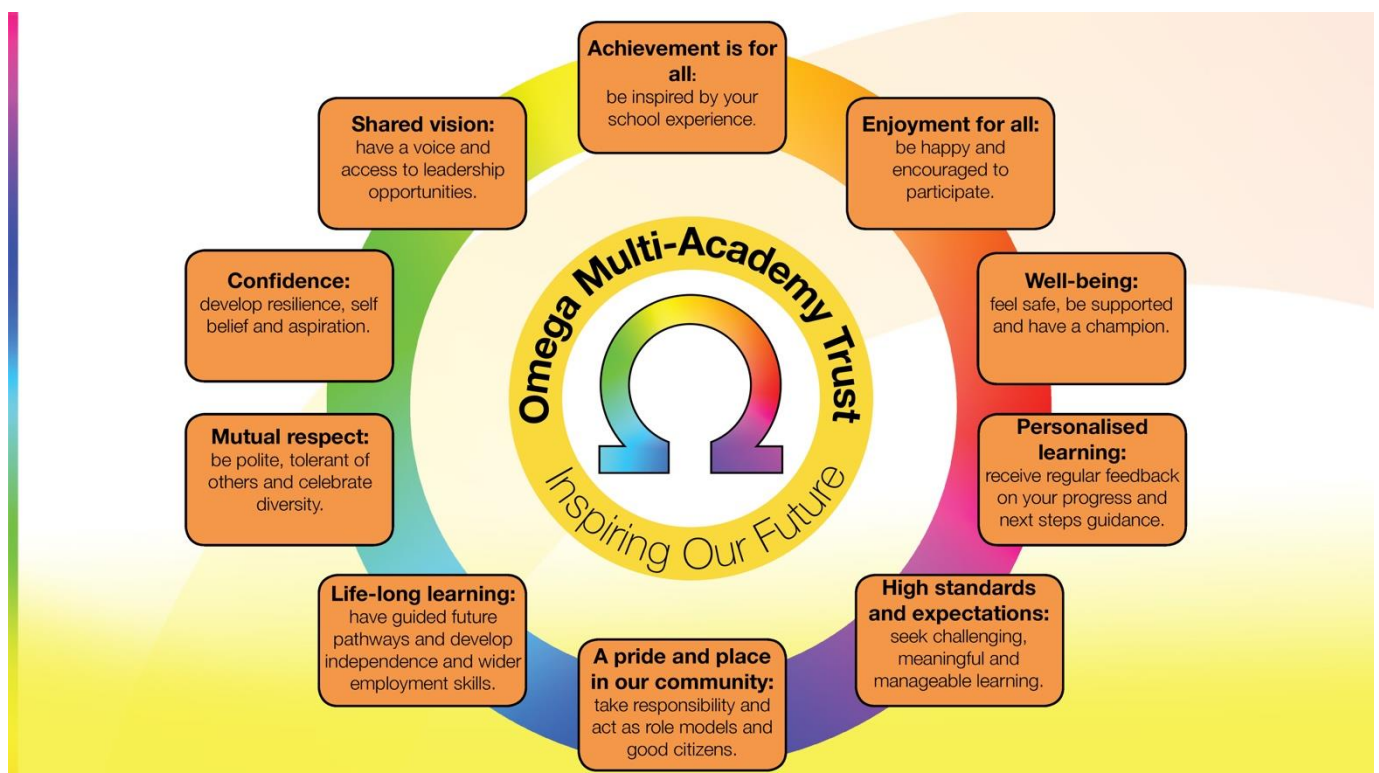 Achievement is for
all:
be inspired by your
school experience.
Enjoyment for all:
be happy and
encouraged to
participate.
Well-being:
feel safe, be supported
and have a champion.
Personalised
learning:
receive regular feedback
on your progress and
next steps guidance.
High standards
and expectations:
seek challenging,
meaningful and
manageable learning.
A pride and place
in our community:
take responsibility and
act as role models and
good citizens.
Life-long learning:
have guided future
pathways and develop
independence and wider
employment skills.
Mutual respect:
be polite, tolerant of
others and celebrate
diversity.
Confidence:
develop resilience, self
belief and aspiration.
Shared vision:
have a voice and
access to leadership
opportunities.
Omega Multi-Academy Trust
Ω
Inspiring Our Future